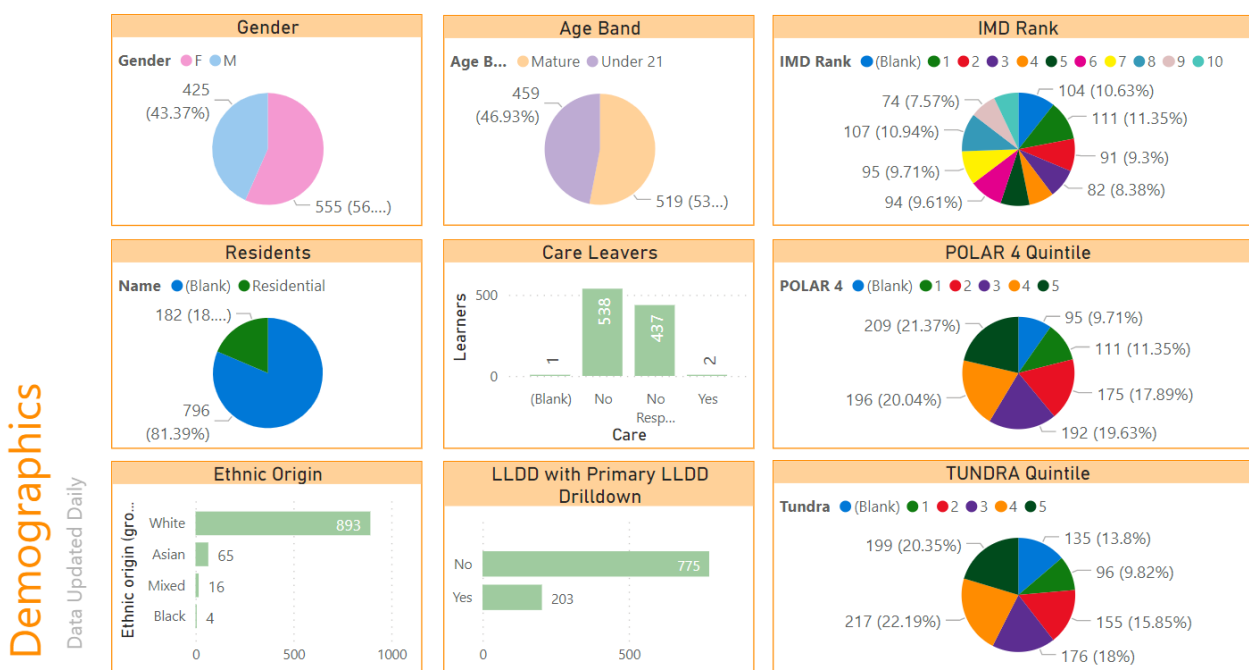 Demographics
Data Updated Daily
Gender
Gender F M
425
(43.37%)
555 (56....)
Age Band
Age B... Mature Under 21
459
(46.93%)
519 (53...)
IMD Rank
IMD Rank (Blank) 1 2 3 4 5 6 7 8 9 10
74 (7.57%)
107 (10.94%)
95 (9.71%)
94 (9.61%)
104 (10.63%)
111 (11.35%)
91 (9.3%)
82 (8.38%)
Residents
Name (Blank) Residential
182 (18....)
796
(81.39%)
Care Leavers
Learners
500
0
1
538
437
2
(Blank)
No
No
Resp...
Yes
Care
POLAR 4 Quintile
POLAR 4 (Blank) 1 2 3 4 5
209 (21.37%)
196 (20.04%)
95 (9.71%)
111 (11.35%)
175 (17.89%)
192 (19.63%)
Ethnic Origin
Ethnic origin (gro...
White 893
Asian 65
Mixed 16
Black 4
0 500 1000
LLDD with Primary LLDD
Drilldown
No 775
Yes 203
0 500
TUNDRA Quintile
Tundra (Blank) 1 2 3 4 5
199 (20.35%)
217 (22.19%)
135 (13.8%)
96 (9.82%)
155 (15.85%)
176 (18%)